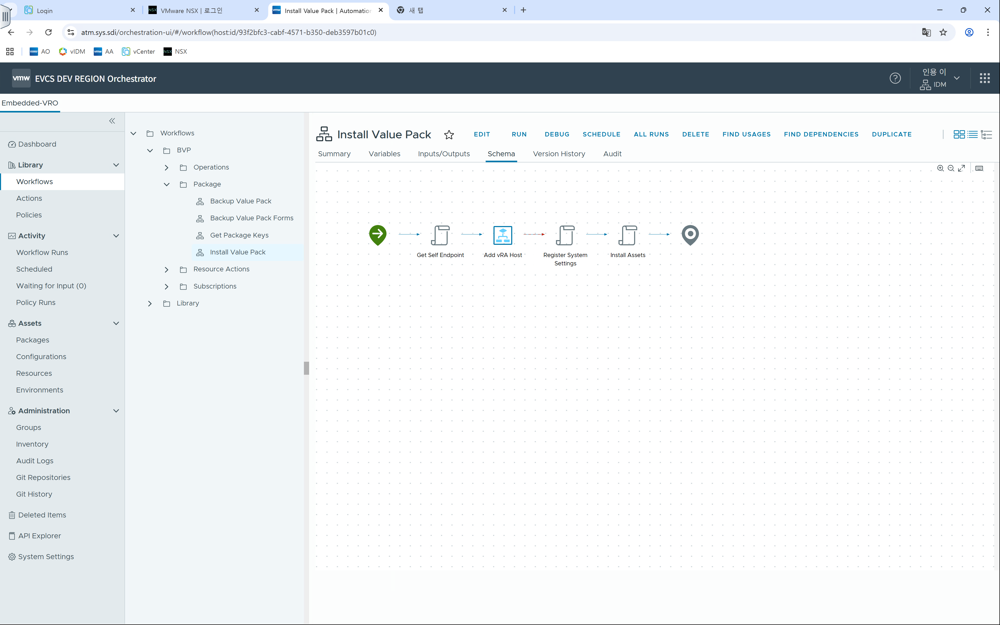 Login
NSX VMware NSX | 로그인
vmw Install Value Pack | Automatio
새 탭
atm.sys.sdi/orchestration-ui/#/workflow(host:id/93f2bfc3-cabf-4571-b350-deb3597b01c0)
vmw AO vIDM vmw AA vCenter NSX NSX
vmw EVCS DEV REGION Orchestrator
인용 이
IDM
Embedded-VRO
Dashboard
Library
Workflows
Actions
Policies
Activity
Workflow Runs
Scheduled
Waiting for Input (0)
Policy Runs
Assets
Packages
Configurations
Resources
Environments
Administration
Groups
Inventory
Audit Logs
Git Repositories
Git History
Deleted Items
API Explorer
System Settings
Workflows
BVP
Operations
Package
Backup Value Pack
Backup Value Pack Forms
Get Package Keys
Install Value Pack
Resource Actions
Subscriptions
Library
Install Value Pack EDIT RUN DEBUG SCHEDULE ALL RUNS DELETE FIND USAGES FIND DEPENDENCIES DUPLICATE
Summary Variables Inputs/Outputs Schema Version History Audit
Get Self Endpoint
Add vRA Host
Register System
Settings
Install Assets